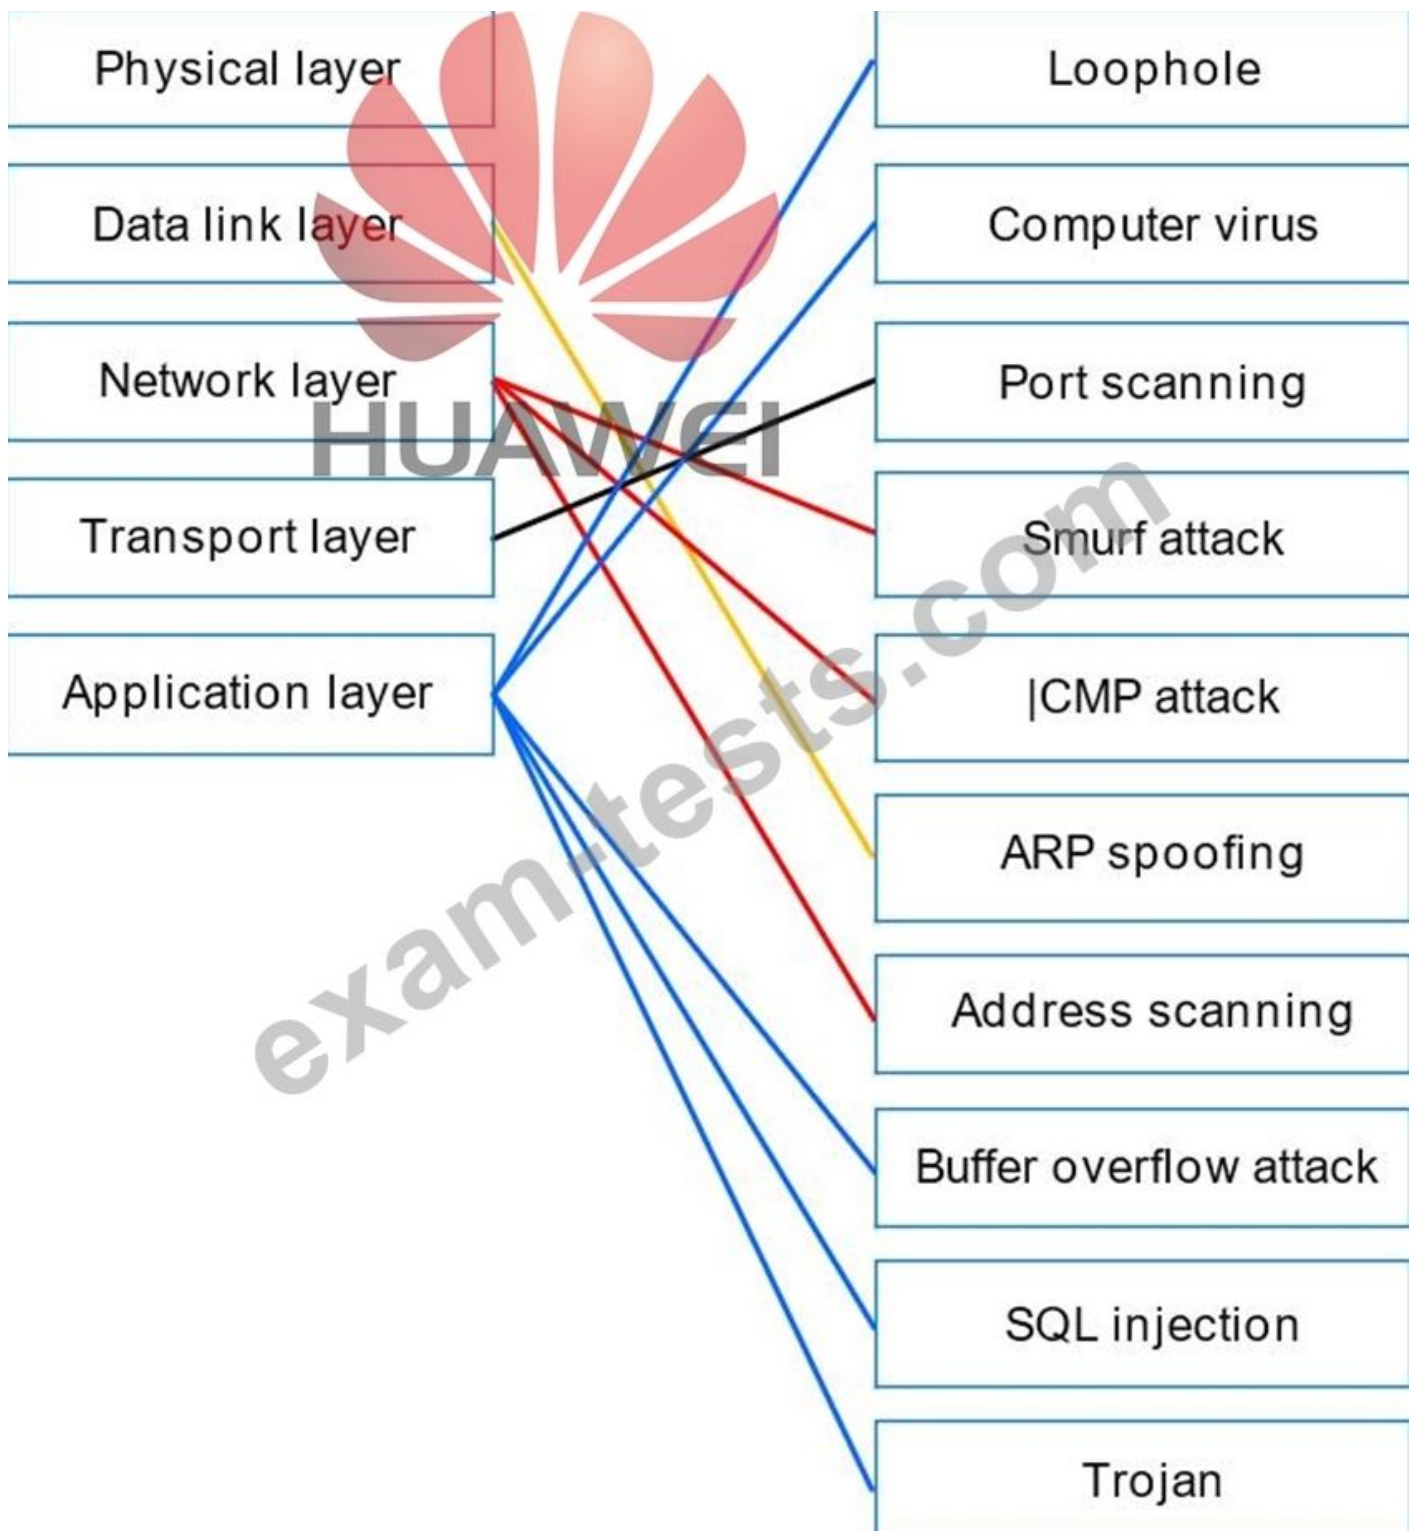 Physical layer
Data link layer
Network layer
Transport layer
Application layer
Loophole
Computer virus
Port scanning
Smurf attack
|CMP attack
ARP spoofing
Address scanning
Buffer overflow attack
SQL injection
Trojan
HUAWEI
exam-tests.com